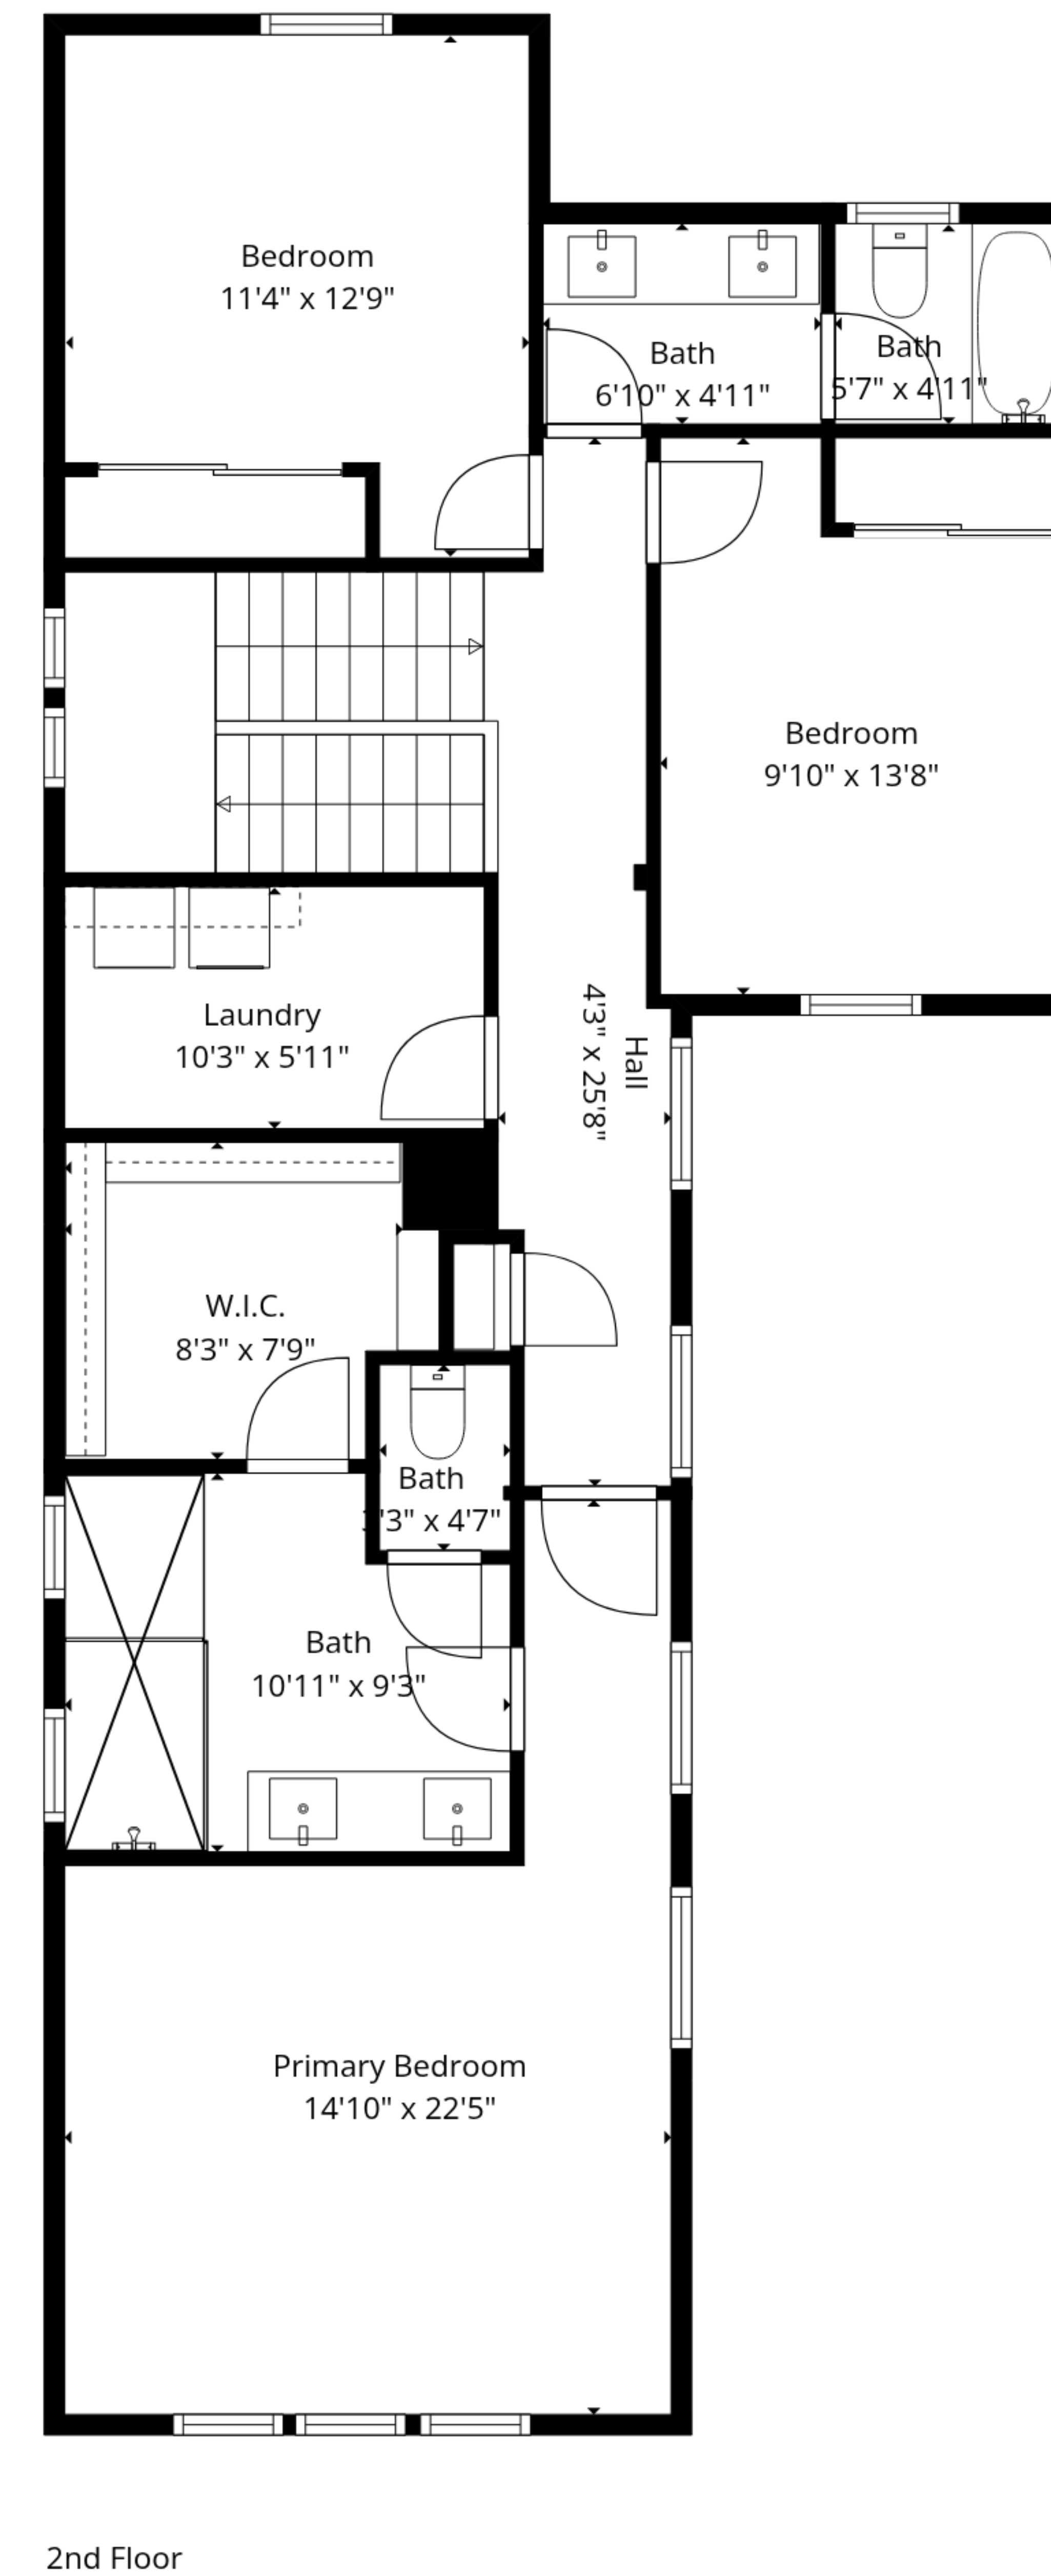 Bedroom
11'4" x 12'9"
Bath
6'10" x 4'11"
Bath
5'7" x 4'11"
Bedroom
9'10" x 13'8"
Laundry
10'3" x 5'11"
Hall
4'3" x 25'8"
W.I.C.
8'3" x 7'9"
Bath
3'3" x 4'7"
Bath
10'11" x 9'3"
Primary Bedroom
14'10" x 22'5"
2nd Floor